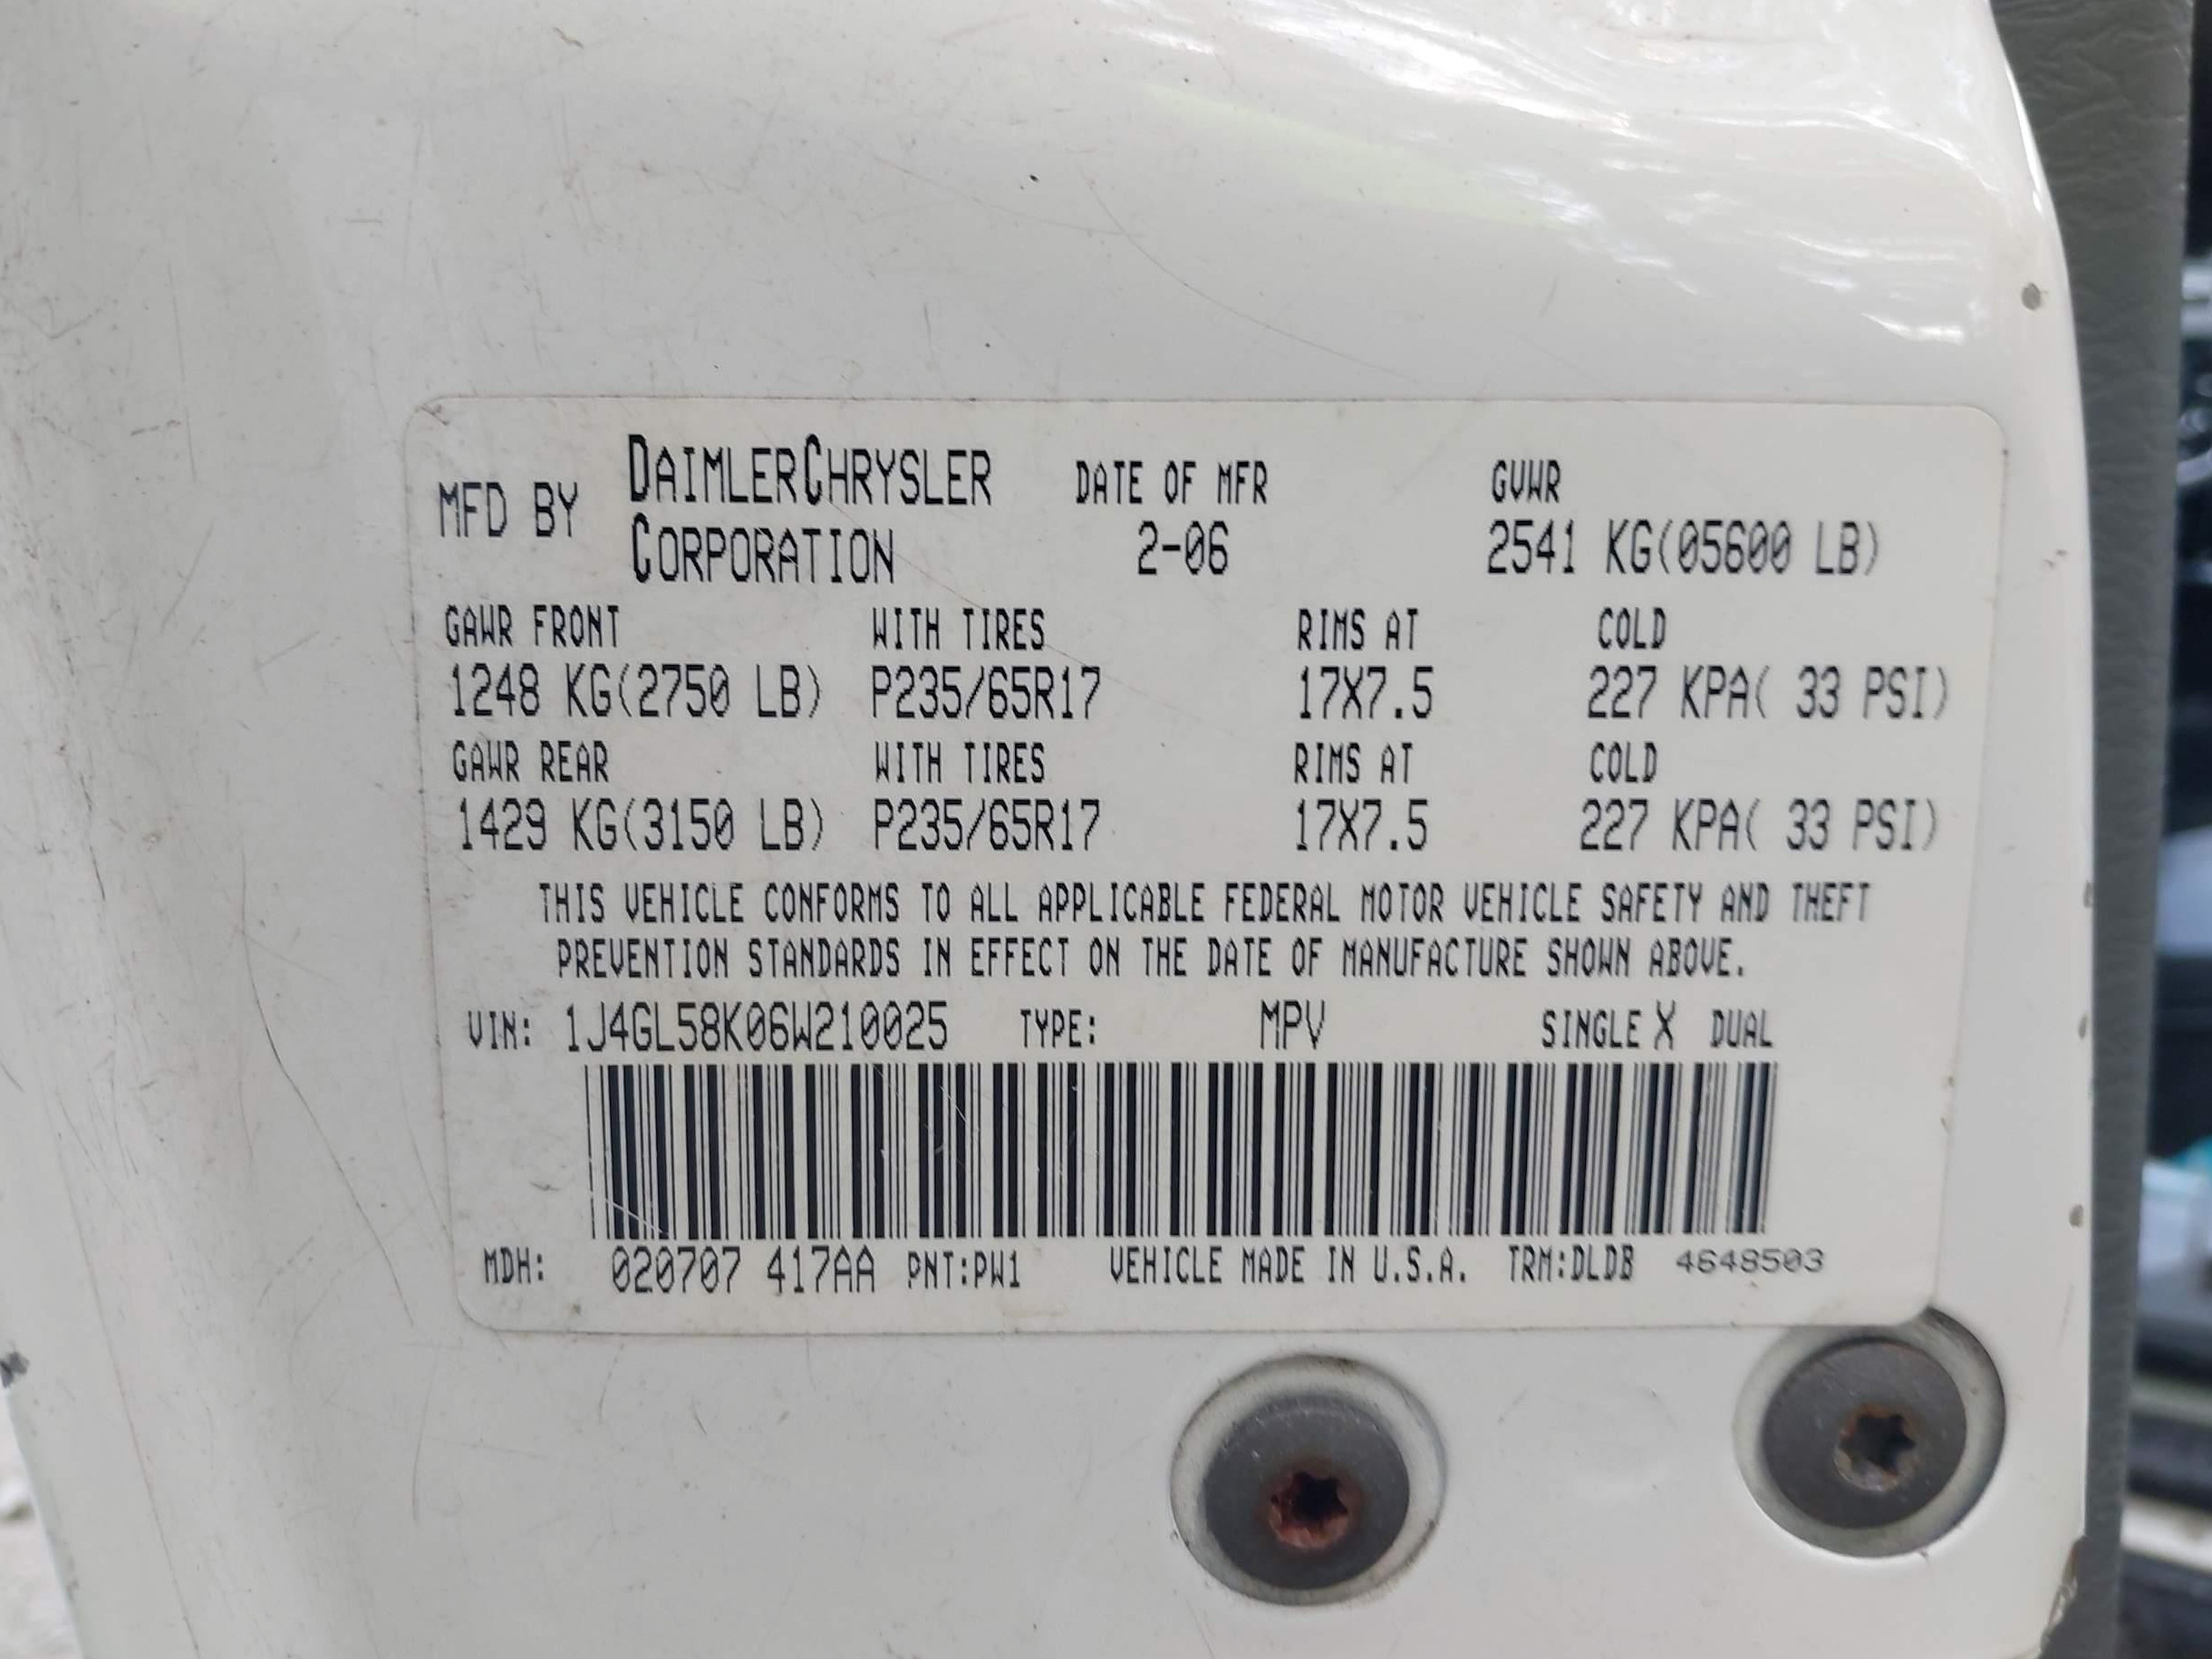 MFD BY DAIMLERCHRYSLER CORPORATION DATE OF MFR 2-06 GVWR 2541 KG(05600 LB)
GAWR FRONT WITH TIRES RIMS AT COLD
1248 KG(2750 LB) P235/65R17 17X7.5 227 KPA( 33 PSI)
GAWR REAR WITH TIRES RIMS AT COLD
1429 KG(3150 LB) P235/65R17 17X7.5 227 KPA( 33 PSI)
THIS VEHICLE CONFORMS TO ALL APPLICABLE FEDERAL MOTOR VEHICLE SAFETY AND THEFT
PREVENTION STANDARDS IN EFFECT ON THE DATE OF MANUFACTURE SHOWN ABOVE.
VIN: 1J4GL58K06W210025 TYPE: MPV SINGLE X DUAL
MDH: 020707 417AA PNT:PW1 VEHICLE MADE IN U.S.A. TRM:DLDB 4648503